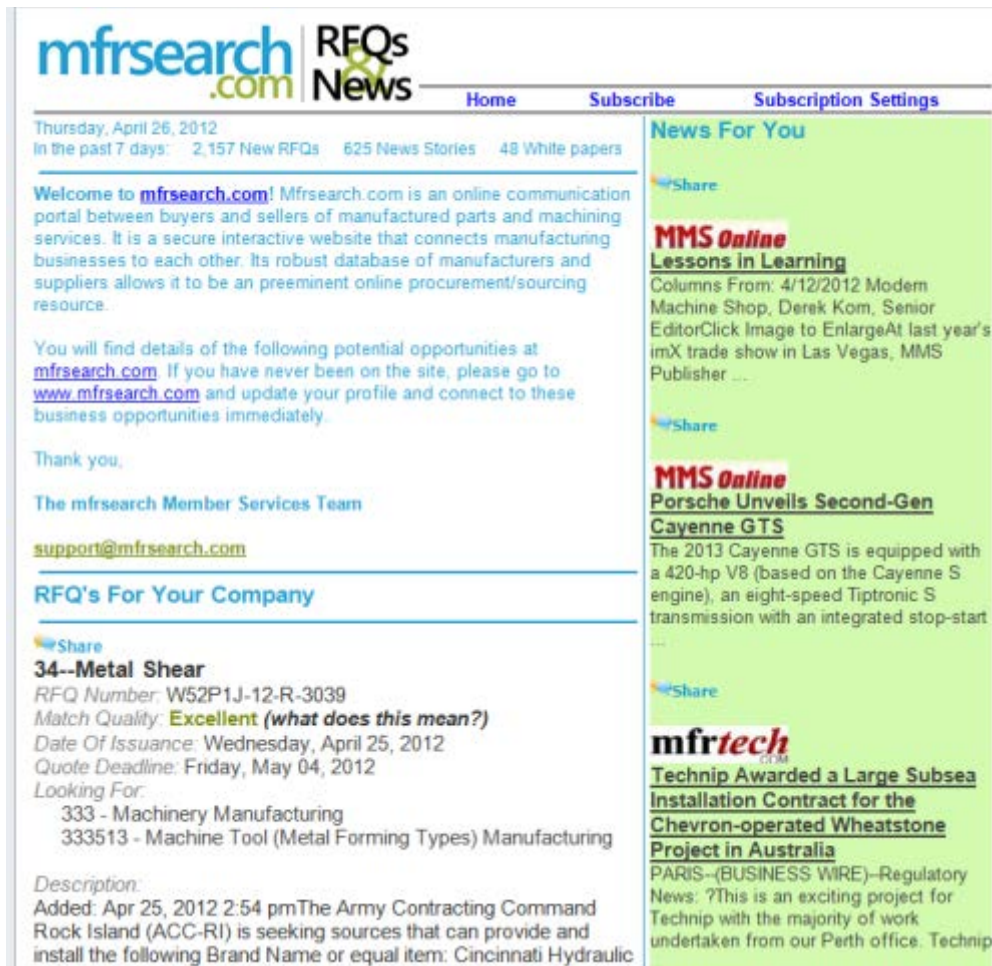 mfrsearch
.com
RFQs
&
News
Home Subscribe Subscription Settings
Thursday, April 26, 2012
In the past 7 days: 2,157 New RFQs 625 News Stories 48 White papers
Welcome to mfrsearch.com! Mfrsearch.com is an online communication
portal between buyers and sellers of manufactured parts and machining
services. It is a secure interactive website that connects manufacturing
businesses to each other. Its robust database of manufacturers and
suppliers allows it to be an preeminent online procurement/sourcing
resource.
You will find details of the following potential opportunities at
mfrsearch.com. If you have never been on the site, please go to
www.mfrsearch.com and update your profile and connect to these
business opportunities immediately.
Thank you,
The mfrsearch Member Services Team
support@mfrsearch.com
RFQ's For Your Company
Share
34--Metal Shear
RFQ Number: W52P1J-12-R-3039
Match Quality: Excellent (what does this mean?)
Date Of Issuance: Wednesday, April 25, 2012
Quote Deadline: Friday, May 04, 2012
Looking For:
333 - Machinery Manufacturing
333513 - Machine Tool (Metal Forming Types) Manufacturing
Description:
Added: Apr 25, 2012 2:54 pmThe Army Contracting Command
Rock Island (ACC-RI) is seeking sources that can provide and
install the following Brand Name or equal item: Cincinnati Hydraulic
News For You
Share
MMS Online
Lessons in Learning
Columns From: 4/12/2012 Modern
Machine Shop, Derek Korn, Senior
EditorClick Image to EnlargeAt last year's
imX trade show in Las Vegas, MMS
Publisher ...
Share
MMS Online
Porsche Unveils Second-Gen
Cayenne GTS
The 2013 Cayenne GTS is equipped with
a 420-hp V8 (based on the Cayenne S
engine), an eight-speed Tiptronic S
transmission with an integrated stop-start
...
Share
mfrtech
.COM
Technip Awarded a Large Subsea
Installation Contract for the
Chevron-operated Wheatstone
Project in Australia
PARIS--(BUSINESS WIRE)--Regulatory
News: ?This is an exciting project for
Technip with the majority of work
undertaken from our Perth office. Technip